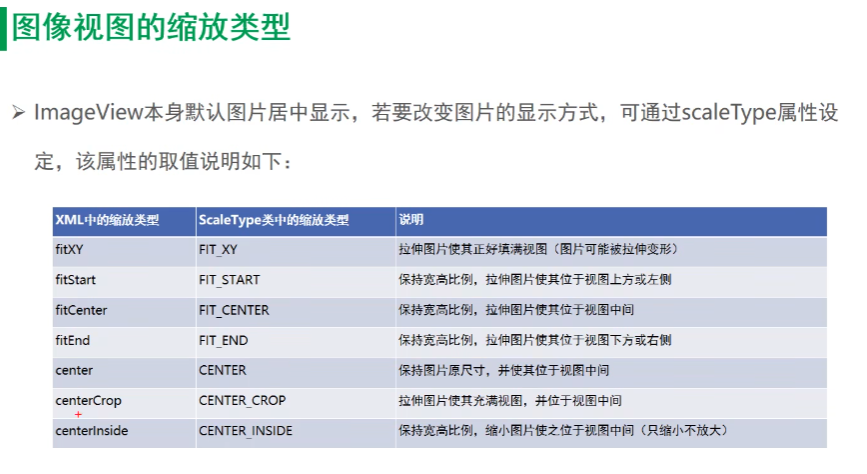 图像视图的缩放类型
➢ ImageView本身默认图片居中显示，若要改变图片的显示方式，可通过scaleType属性设
定，该属性的取值说明如下：
XML中的缩放类型 ScaleType类中的缩放类型 说明
fitXY FIT_XY 拉伸图片使其正好填满视图（图片可能被拉伸变形）
fitStart FIT_START 保持宽高比例，拉伸图片使其位于视图上方或左侧
fitCenter FIT_CENTER 保持宽高比例，拉伸图片使其位于视图中间
fitEnd FIT_END 保持宽高比例，拉伸图片使其位于视图下方或右侧
center CENTER 保持图片原尺寸，并使其位于视图中间
centerCrop CENTER_CROP 拉伸图片使其充满视图，并位于视图中间
centerInside CENTER_INSIDE 保持宽高比例，缩小图片使之位于视图中间（只缩小不放大）